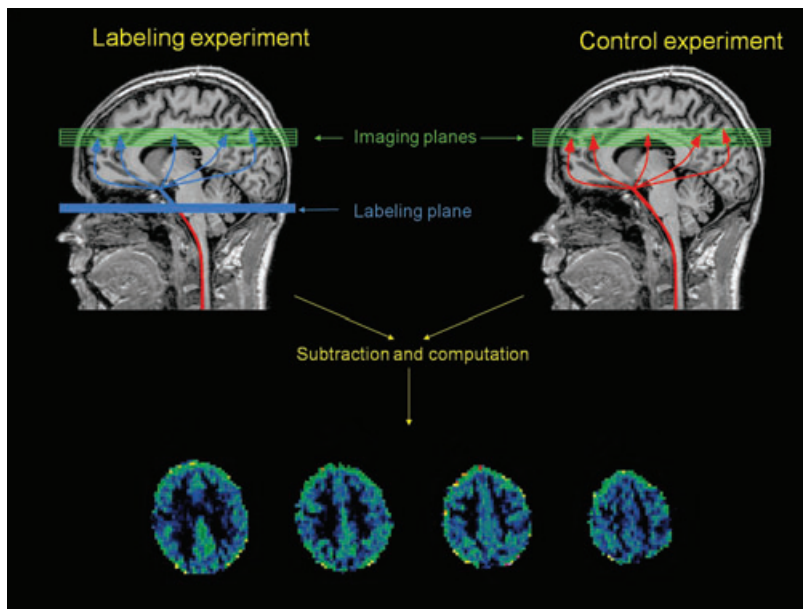 Labeling experiment
Control experiment
Imaging planes
Labeling plane
Subtraction and computation